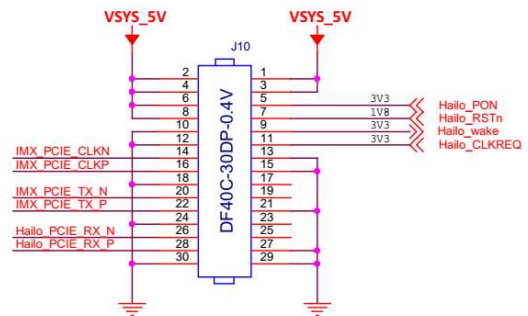 VSYS_5V VSYS_5V
J10
2 1
4 3
6 5 3V3 Hailo_PON
8 7 1V8 Hailo_RSTn
10 9 3V3 Hailo_wake
12 11 3V3 Hailo_CLKREQ
IMX_PCIE_CLKN 14 13
IMX_PCIE_CLKP 16 15
18 17
IMX_PCIE_TX_N 20 19
IMX_PCIE_TX_P 22 21
24 23
Hailo_PCIE_RX_N 26 25
Hailo_PCIE_RX_P 28 27
30 29
DF40C-30DP-0.4V